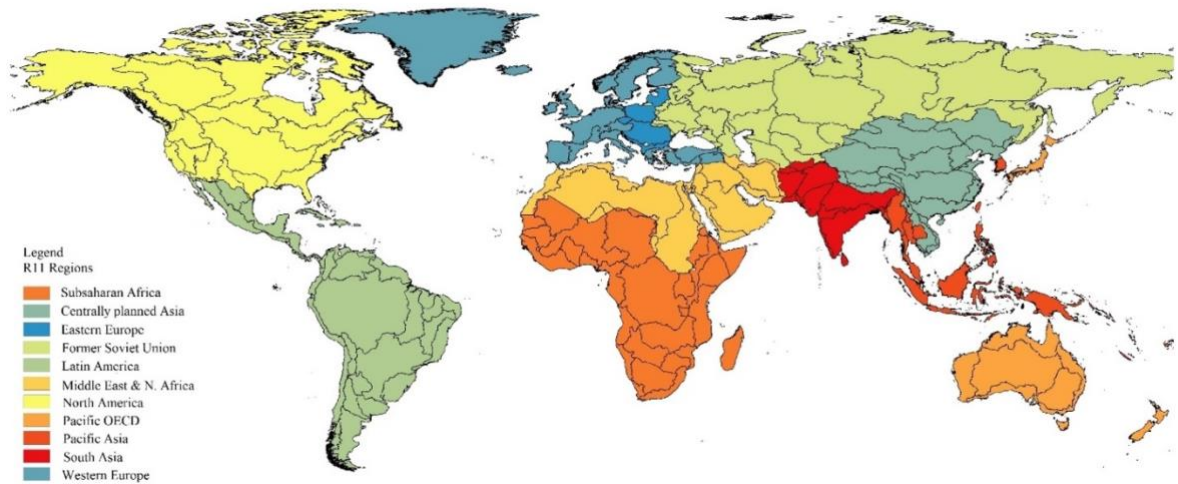 Legend
R11 Regions
Subsaharan Africa
Centrally planned Asia
Eastern Europe
Former Soviet Union
Latin America
Middle East & N. Africa
North America
Pacific OECD
Pacific Asia
South Asia
Western Europe